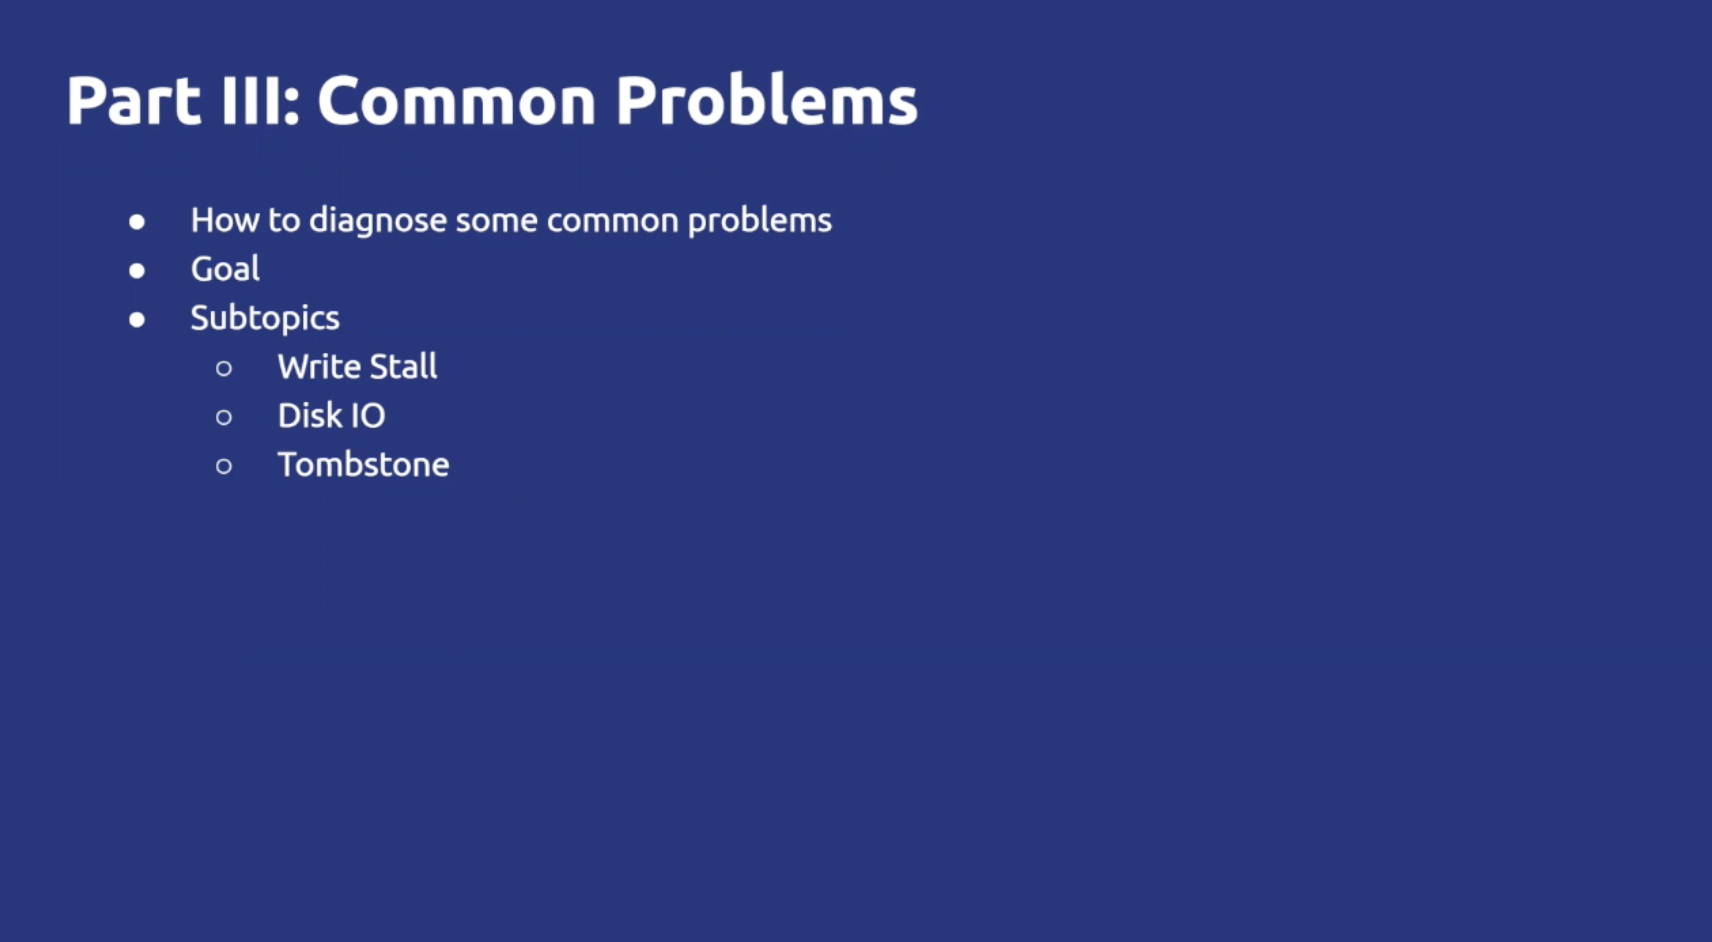 Part III: Common Problems
● How to diagnose some common problems
● Goal
● Subtopics
○ Write Stall
○ Disk IO
○ Tombstone